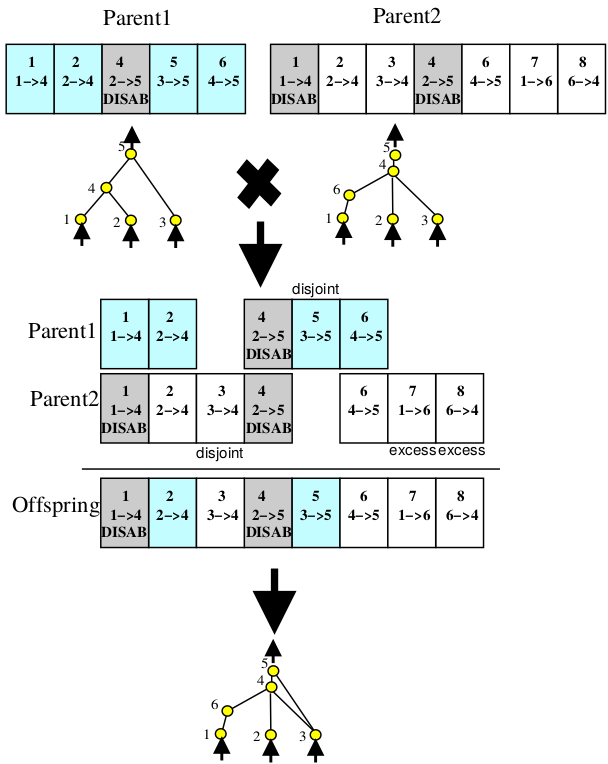 Parent1 Parent2
1 2 4 5 6 1 2 3 4 6 7 8
1−>4 2−>4 2−>5 3−>5 4−>5 1−>4 2−>4 3−>4 2−>5 4−>5 1−>6 6−>4
DISAB DISAB DISAB
5 5
4 4
6
1 2 3 1 2 3
disjoint
Parent1
1 2 4 5 6
1−>4 2−>4 2−>5 3−>5 4−>5
DISAB
Parent2
1 2 3 4 6 7 8
1−>4 2−>4 3−>4 2−>5 4−>5 1−>6 6−>4
DISAB DISAB
disjoint excess excess
Offspring
1 2 3 4 5 6 7 8
1−>4 2−>4 3−>4 2−>5 3−>5 4−>5 1−>6 6−>4
DISAB DISAB
5
4
6
1 2 3